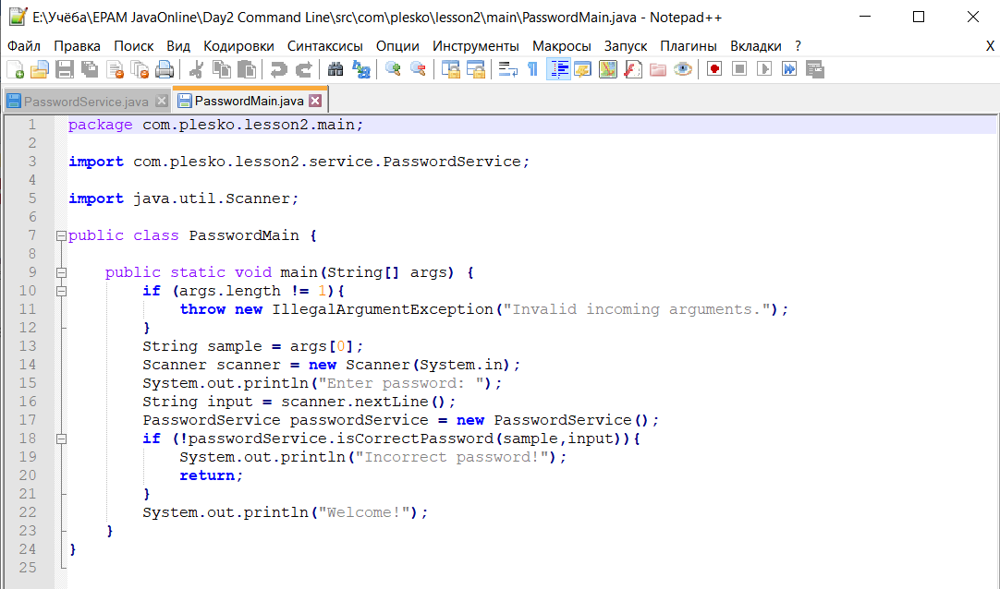 E:\Учёба\EPAM JavaOnline\Day2 Command Line\src\com\plesko\lesson2\main\PasswordMain.java - Notepad++
Файл Правка Поиск Вид Кодировки Синтаксисы Опции Инструменты Макросы Запуск Плагины Вкладки ? X
PasswordService.java PasswordMain.java
1 package com.plesko.lesson2.main;
2
3 import com.plesko.lesson2.service.PasswordService;
4
5 import java.util.Scanner;
6
7 public class PasswordMain {
8
9 public static void main(String[] args) {
10 if (args.length != 1){
11 throw new IllegalArgumentException("Invalid incoming arguments.");
12 }
13 String sample = args[0];
14 Scanner scanner = new Scanner(System.in);
15 System.out.println("Enter password: ");
16 String input = scanner.nextLine();
17 PasswordService passwordService = new PasswordService();
18 if (!passwordService.isCorrectPassword(sample,input)){
19 System.out.println("Incorrect password!");
20 return;
21 }
22 System.out.println("Welcome!");
23 }
24 }
25